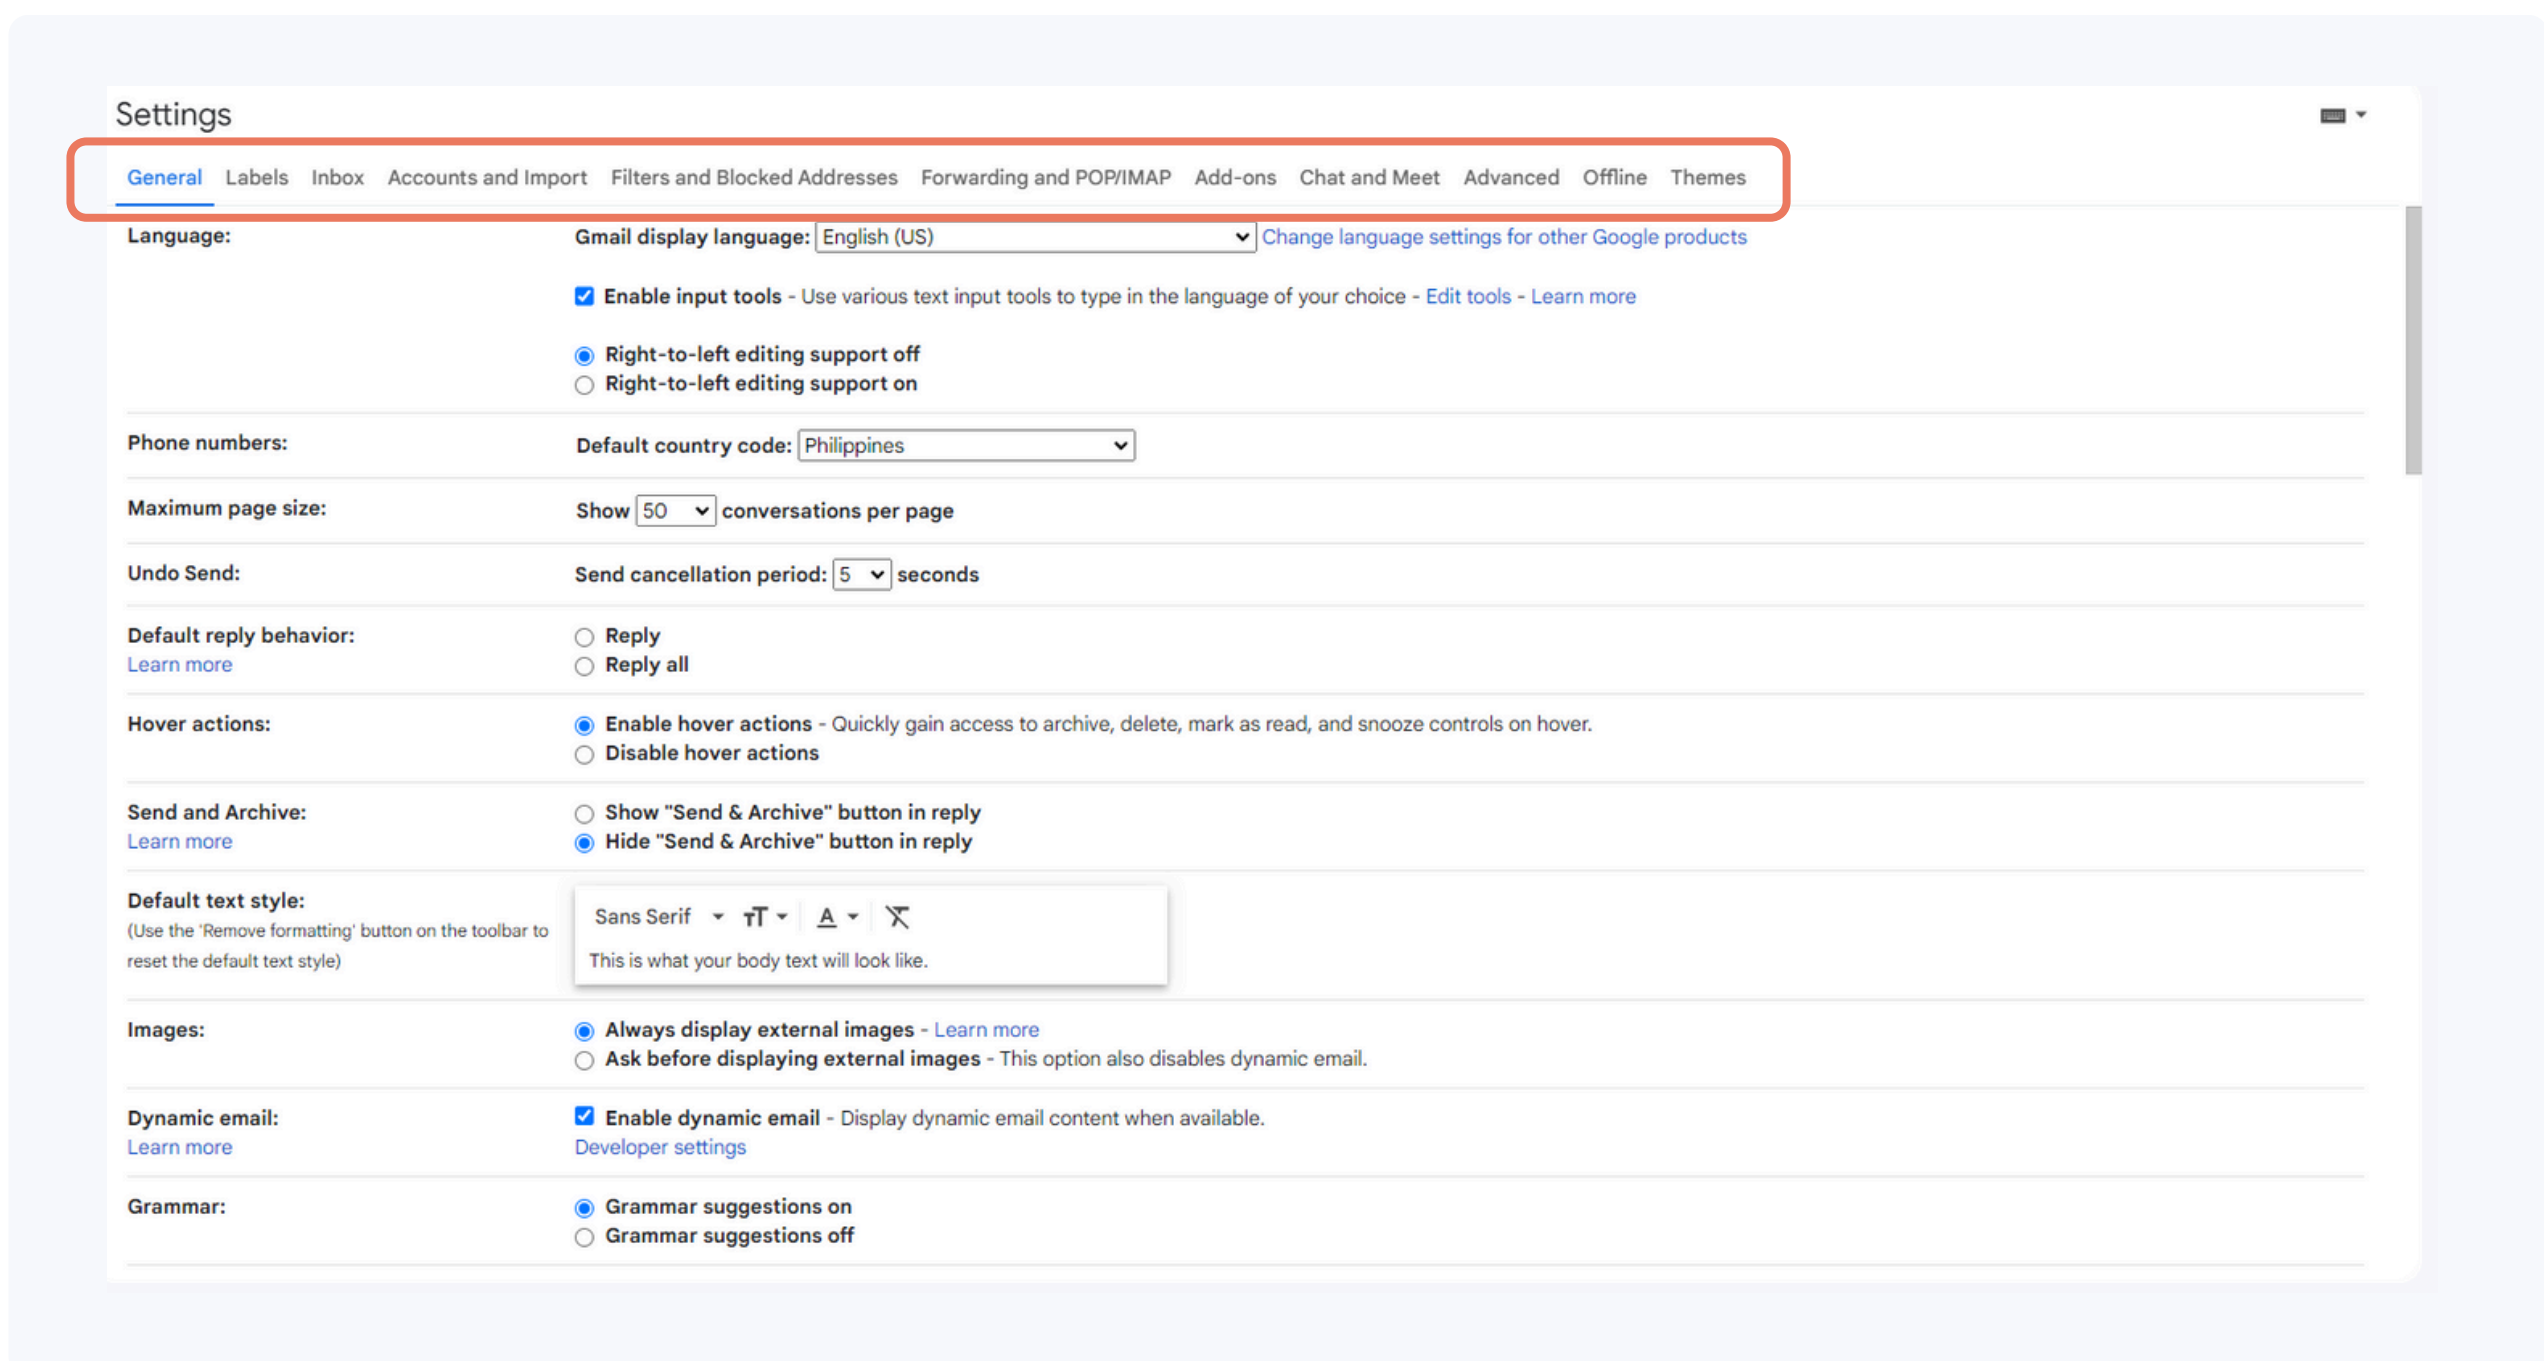 Settings
General Labels Inbox Accounts and Import Filters and Blocked Addresses Forwarding and POP/IMAP Add-ons Chat and Meet Advanced Offline Themes
Language: Gmail display language: English (US) Change language settings for other Google products
Enable input tools - Use various text input tools to type in the language of your choice - Edit tools - Learn more
Right-to-left editing support off
Right-to-left editing support on
Phone numbers: Default country code: Philippines
Maximum page size: Show 50 conversations per page
Undo Send: Send cancellation period: 5 seconds
Default reply behavior: Reply
Learn more Reply all
Hover actions: Enable hover actions - Quickly gain access to archive, delete, mark as read, and snooze controls on hover.
Disable hover actions
Send and Archive: Show "Send & Archive" button in reply
Learn more Hide "Send & Archive" button in reply
Default text style:
(Use the 'Remove formatting' button on the toolbar to
reset the default text style)
Sans Serif
This is what your body text will look like.
Images: Always display external images - Learn more
Ask before displaying external images - This option also disables dynamic email.
Dynamic email: Enable dynamic email - Display dynamic email content when available.
Learn more Developer settings
Grammar: Grammar suggestions on
Grammar suggestions off